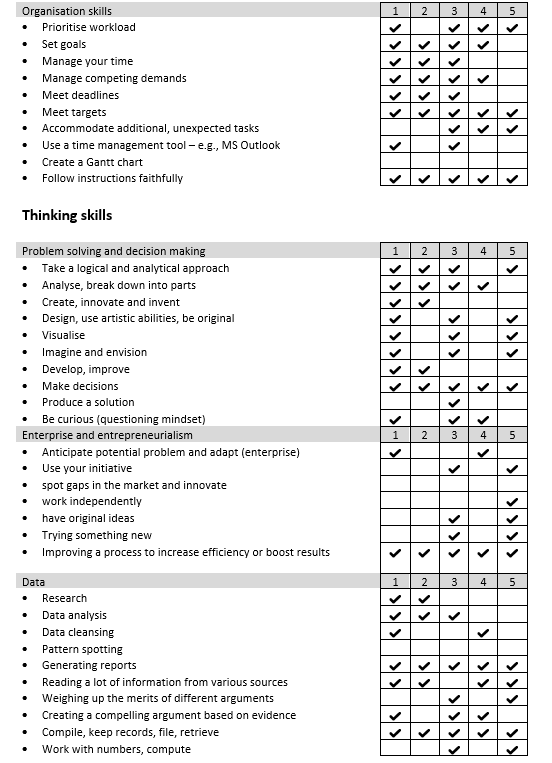 Organisation skills 1 2 3 4 5
• Prioritise workload ✓ ✓ ✓ ✓
• Set goals ✓ ✓ ✓ ✓
• Manage your time ✓ ✓ ✓
• Manage competing demands ✓ ✓ ✓ ✓
• Meet deadlines ✓ ✓ ✓
• Meet targets ✓ ✓ ✓ ✓ ✓
• Accommodate additional, unexpected tasks ✓ ✓ ✓
• Use a time management tool – e.g., MS Outlook ✓ ✓
• Create a Gantt chart
• Follow instructions faithfully ✓ ✓ ✓ ✓ ✓
Thinking skills
Problem solving and decision making 1 2 3 4 5
• Take a logical and analytical approach ✓ ✓ ✓ ✓
• Analyse, break down into parts ✓ ✓ ✓ ✓
• Create, innovate and invent ✓ ✓
• Design, use artistic abilities, be original ✓ ✓ ✓
• Visualise ✓ ✓ ✓
• Imagine and envision ✓ ✓ ✓
• Develop, improve ✓ ✓
• Make decisions ✓ ✓ ✓ ✓ ✓
• Produce a solution ✓
• Be curious (questioning mindset) ✓ ✓ ✓
Enterprise and entrepreneurialism 1 2 3 4 5
• Anticipate potential problem and adapt (enterprise) ✓ ✓
• Use your initiative ✓ ✓
• spot gaps in the market and innovate
• work independently ✓
• have original ideas ✓ ✓
• Trying something new ✓ ✓
• Improving a process to increase efficiency or boost results ✓ ✓ ✓ ✓ ✓
Data 1 2 3 4 5
• Research ✓ ✓
• Data analysis ✓ ✓ ✓
• Data cleansing ✓ ✓
• Pattern spotting
• Generating reports ✓ ✓ ✓ ✓ ✓
• Reading a lot of information from various sources ✓ ✓ ✓ ✓
• Weighing up the merits of different arguments ✓ ✓
• Creating a compelling argument based on evidence ✓ ✓ ✓
• Compile, keep records, file, retrieve ✓ ✓ ✓ ✓ ✓
• Work with numbers, compute ✓ ✓